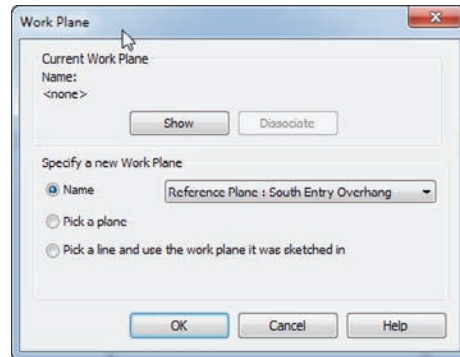 Work Plane
Current Work Plane
Name:
<none>
Show Dissociate
Specify a new Work Plane
Name Reference Plane : South Entry Overhang
Pick a plane
Pick a line and use the work plane it was sketched in
OK Cancel Help